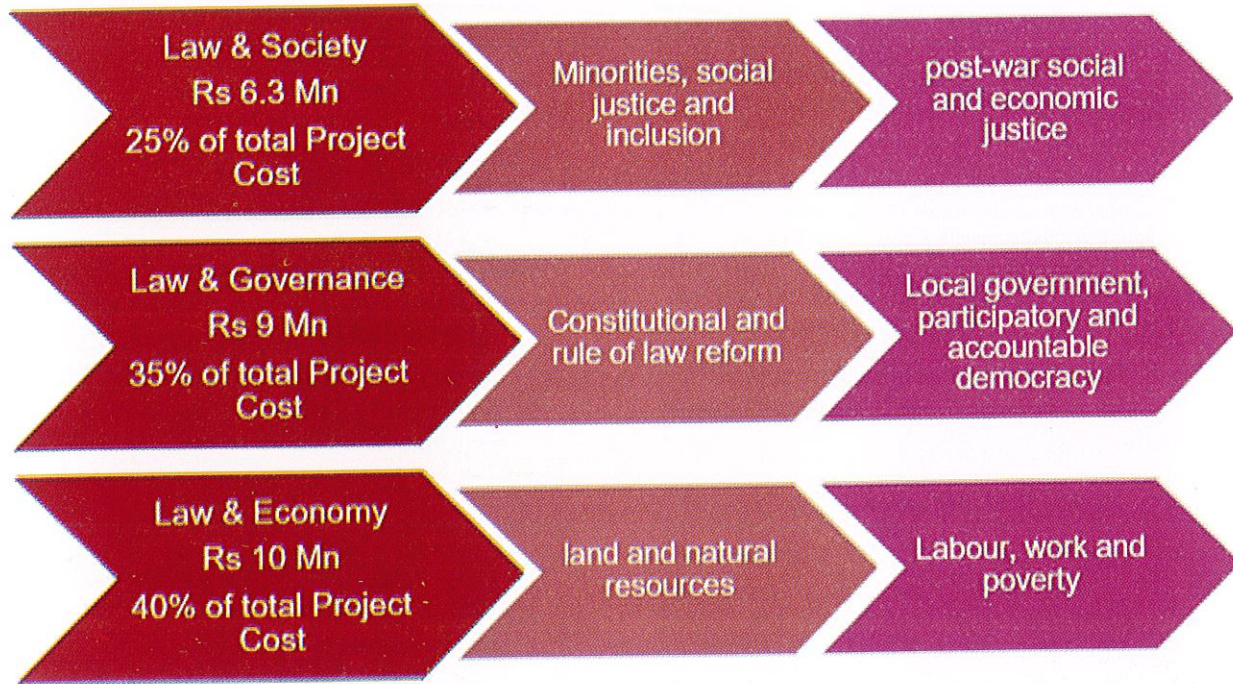 Law & Society
Rs 6.3 Mn
25% of total Project
Cost
Minorities, social
justice and
inclusion
post-war social
and economic
justice
Law & Governance
Rs 9 Mn
35% of total Project
Cost
Constitutional and
rule of law reform
Local government,
participatory and
accountable
democracy
Law & Economy
Rs 10 Mn
40% of total Project
Cost
land and natural
resources
Labour, work and
poverty